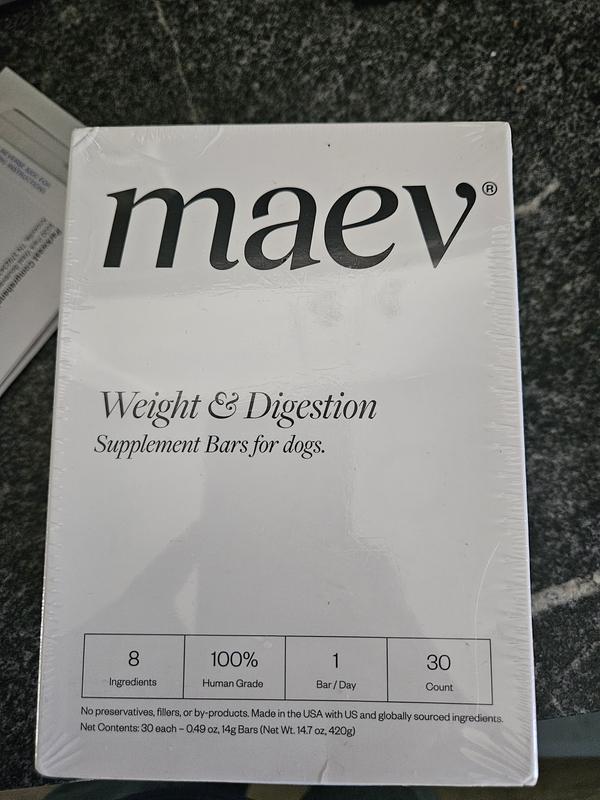 maev®
Weight & Digestion
Supplement Bars for dogs.
8 100% 1 30
Ingredients Human Grade Bar / Day Count
No preservatives, fillers, or by-products. Made in the USA with US and globally sourced ingredients.
Net Contents: 30 each – 0.49 oz, 14g Bars (Net Wt. 14.7 oz, 420g)